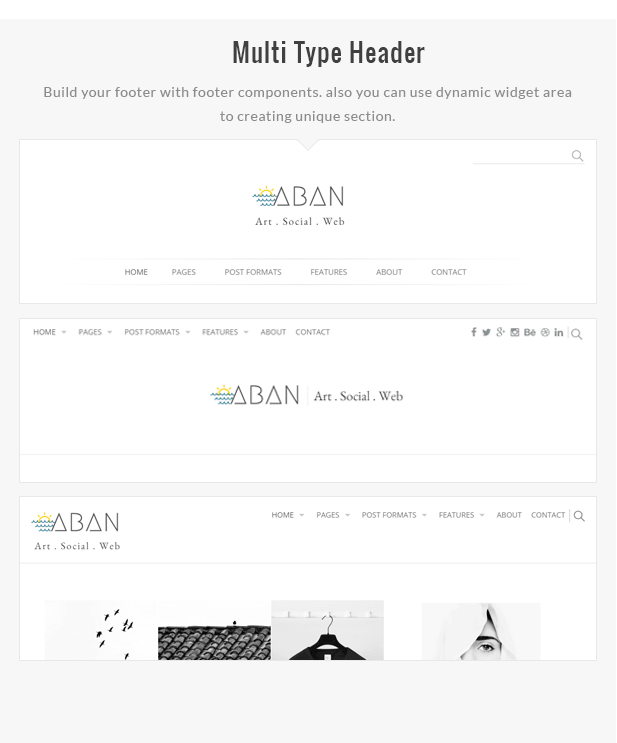 Multi Type Header
Build your footer with footer components. also you can use dynamic widget area
to creating unique section.
ABAN
Art . Social . Web
HOME PAGES POST FORMATS FEATURES ABOUT CONTACT
HOME PAGES POST FORMATS FEATURES ABOUT CONTACT Bē in
ABAN Art . Social . Web
ABAN HOME PAGES POST FORMATS FEATURES ABOUT CONTACT
Art . Social . Web